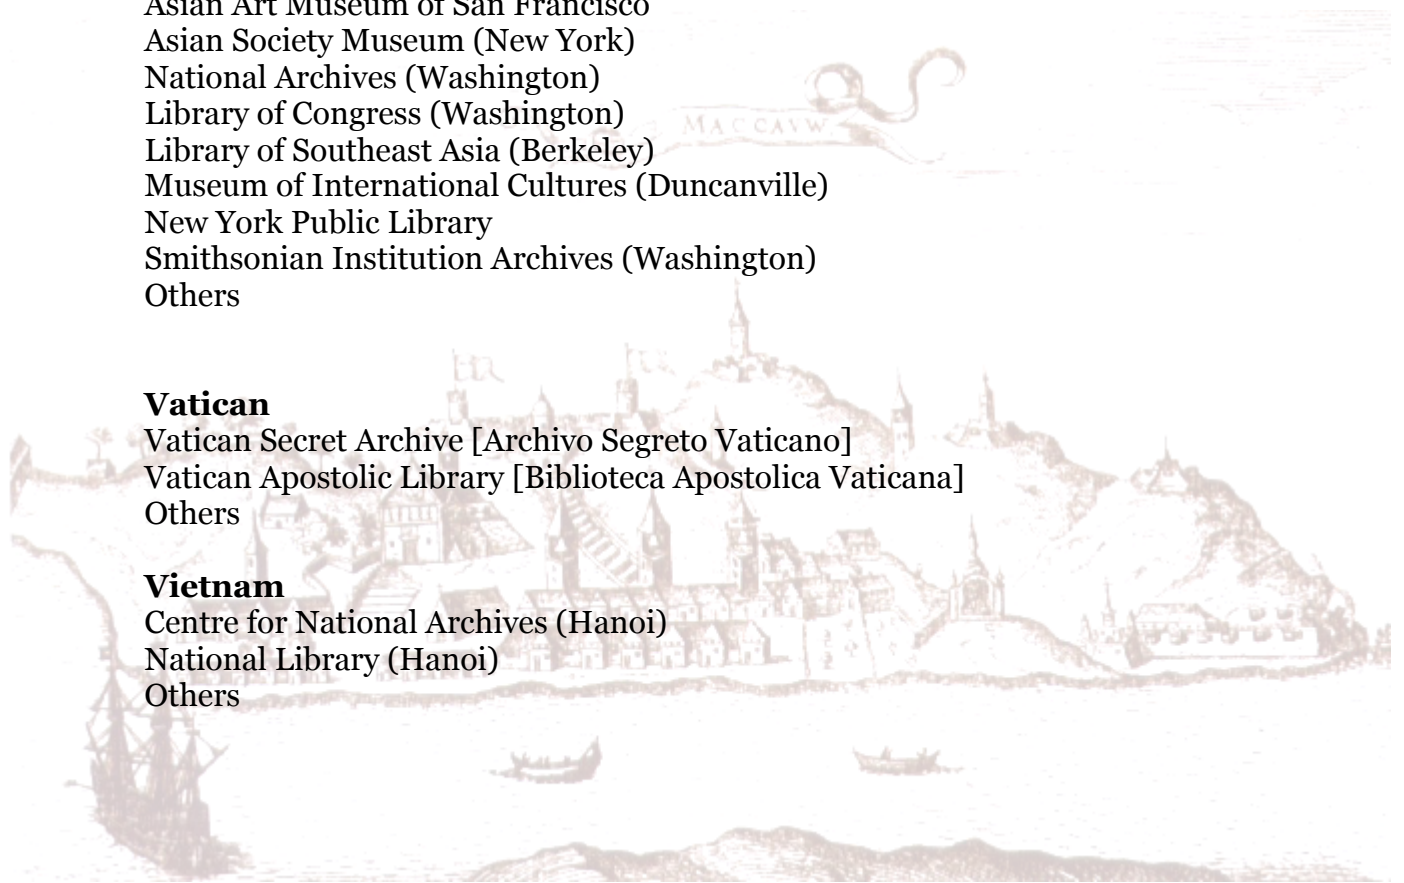 Asian Art Museum of San Francisco
Asian Society Museum (New York)
National Archives (Washington)
Library of Congress (Washington)
MACCAVW.
Library of Southeast Asia (Berkeley)
Museum of International Cultures (Duncanville)
New York Public Library
Smithsonian Institution Archives (Washington)
Others
Vatican
Vatican Secret Archive [Archivo Segreto Vaticano]
Vatican Apostolic Library [Biblioteca Apostolica Vaticana]
Others
Vietnam
Centre for National Archives (Hanoi)
National Library (Hanoi)
Others